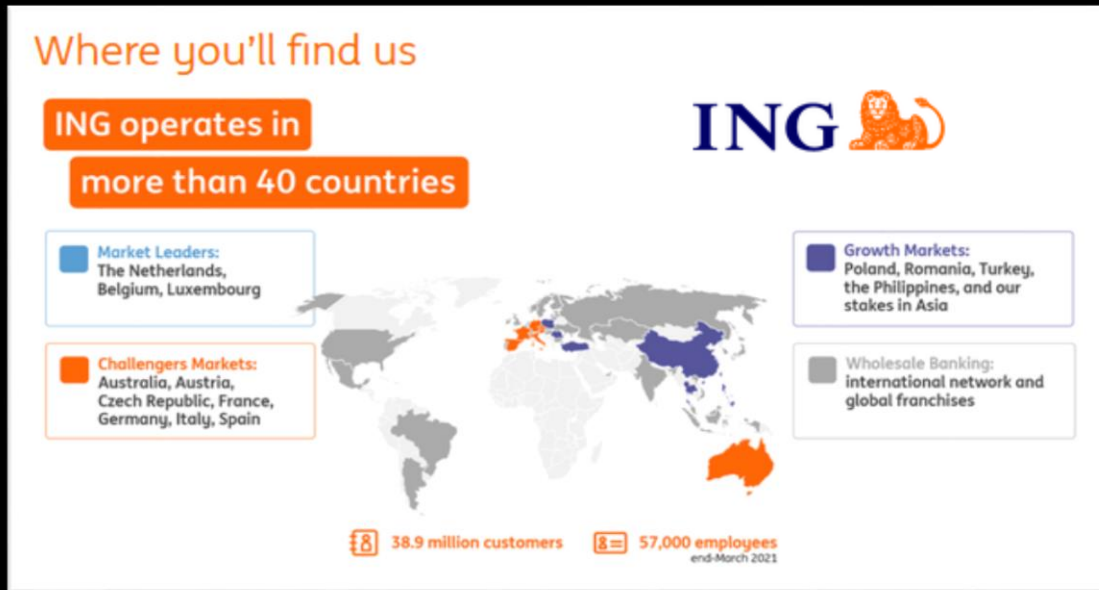 Where you'll find us
ING operates in
more than 40 countries
ING
Market Leaders:
The Netherlands,
Belgium, Luxembourg
Challengers Markets:
Australia, Austria,
Czech Republic, France,
Germany, Italy, Spain
Growth Markets:
Poland, Romania, Turkey,
the Philippines, and our
stakes in Asia
Wholesale Banking:
international network and
global franchises
38.9 million customers
57,000 employees
end-March 2021